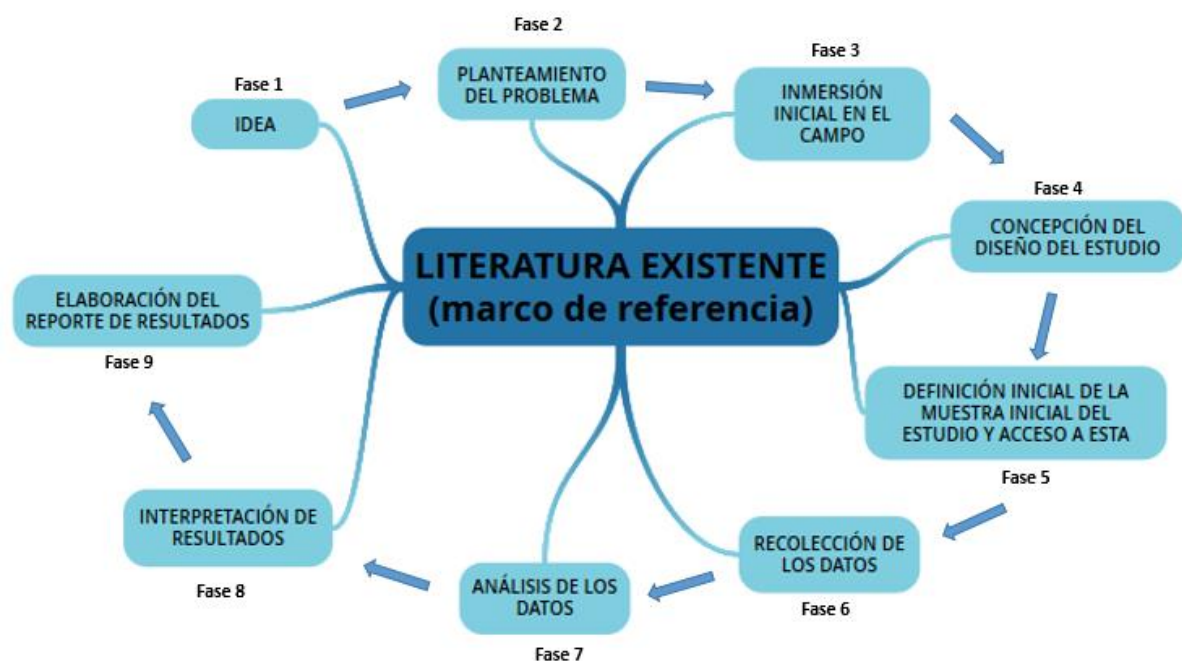 Fase 1
IDEA
Fase 2
PLANTEAMIENTO
DEL PROBLEMA
Fase 3
INMERSIÓN
INICIAL EN EL
CAMPO
Fase 4
CONCEPCIÓN DEL
DISEÑO DEL ESTUDIO
LITERATURA EXISTENTE
(marco de referencia)
DEFINICIÓN INICIAL DE LA
MUESTRA INICIAL DEL
ESTUDIO Y ACCESO A ESTA
Fase 5
RECOLECCIÓN DE
LOS DATOS
Fase 6
ANÁLISIS DE LOS
DATOS
Fase 7
INTERPRETACIÓN DE
RESULTADOS
Fase 8
ELABORACIÓN DEL
REPORTE DE RESULTADOS
Fase 9